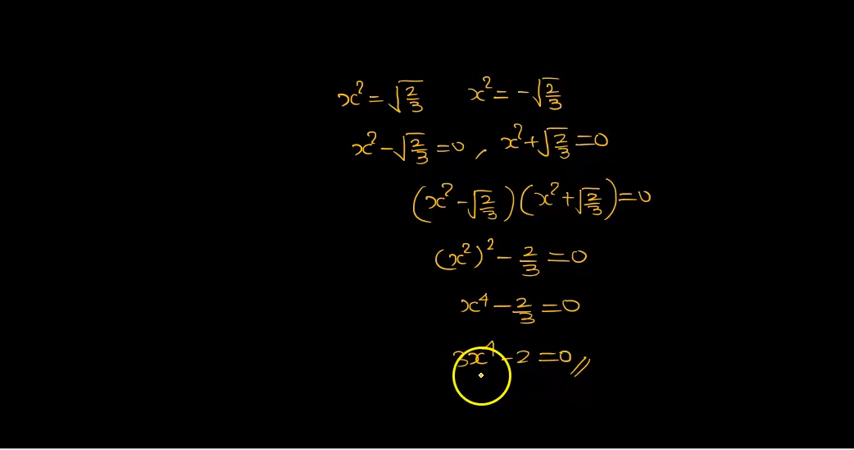 x² = √(2/3)   x² = -√(2/3)
x² - √(2/3) = 0 , x² + √(2/3) = 0
(x² - √(2/3)) (x² + √(2/3)) = 0
(x²)² - 2/3 = 0
x⁴ - 2/3 = 0
3x⁴ - 2 = 0 //